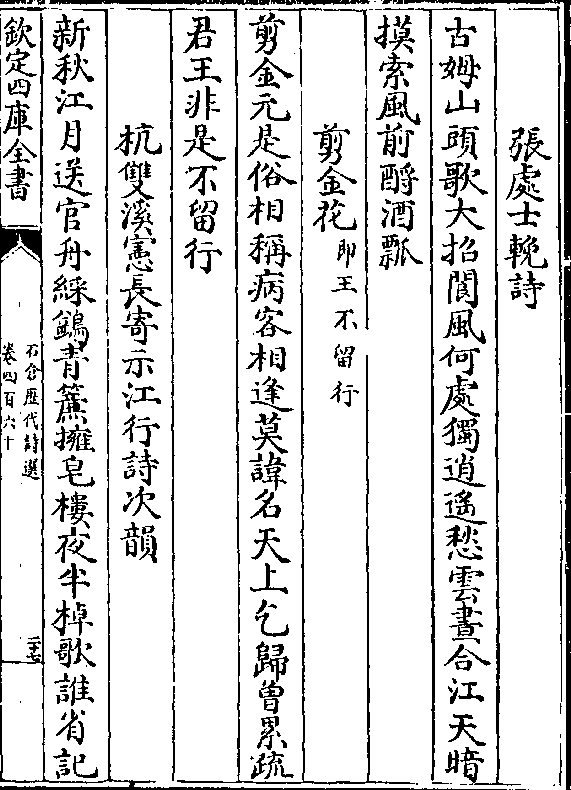 張處士輓詩
古姆山頭歌大招閬風何處獨逍遙愁雲晝合江天暗
摸索風前酹酒瓢
剪金花即王不留行
剪金元是俗相稱病客相逢莫諱名天上乞歸曾累疏
君王非是不留行
杭雙溪憲長寄示江行詩次韻
新秋江月送官舟綵鷁青簾擁皂樓夜半棹歌誰省記
欽定四庫全書
石倉歷代詩選
卷四百六十
二十七